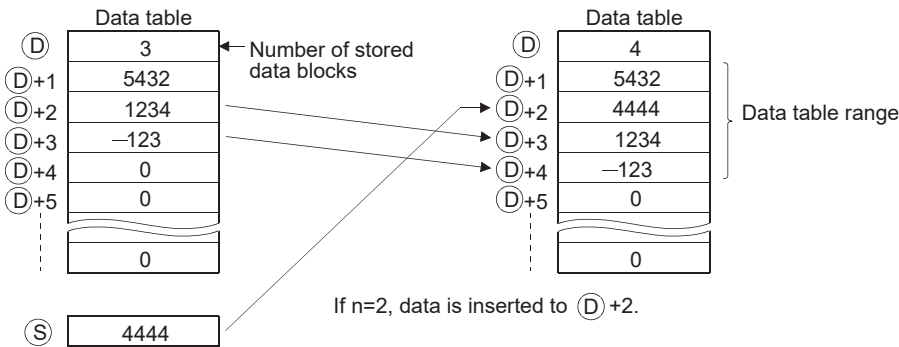 Data table
D 3 Number of stored data blocks
D+1 5432
D+2 1234
D+3 —123
D+4 0
D+5 0
0
S 4444
Data table
D 4
D+1 5432
D+2 4444
D+3 1234
D+4 —123
D+5 0
0
Data table range
If n=2, data is inserted to D +2.